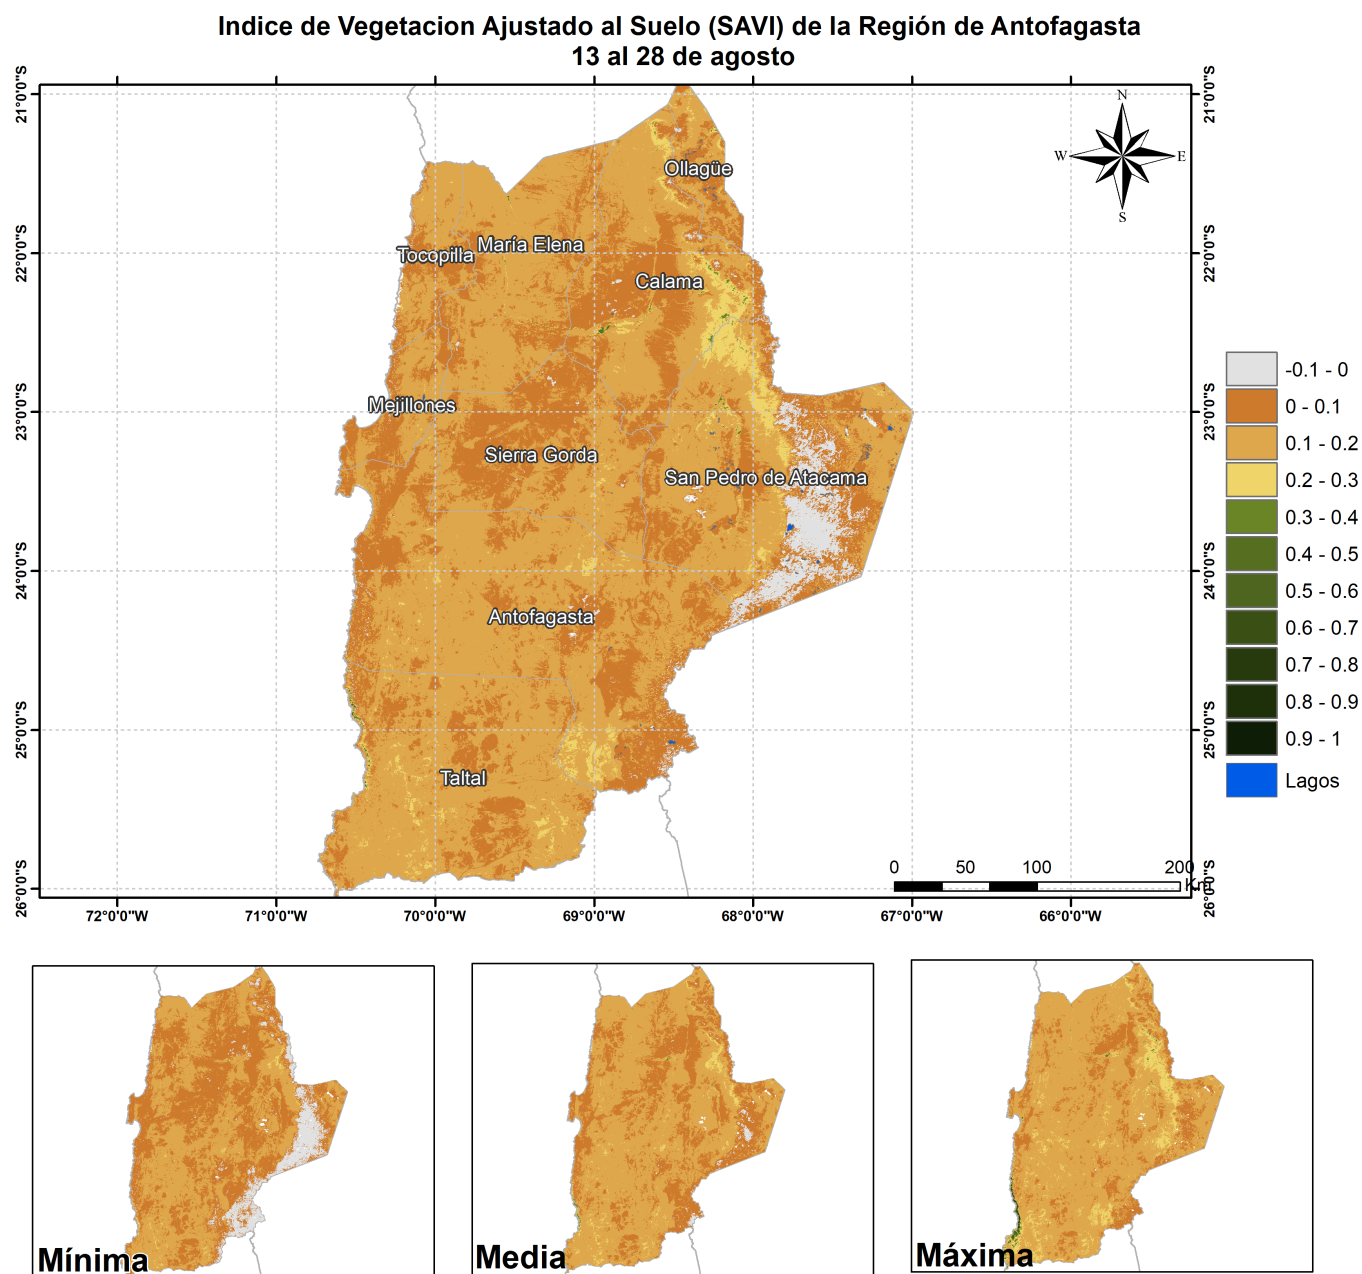 Indice de Vegetacion Ajustado al Suelo (SAVI) de la Región de Antofagasta
13 al 28 de agosto
21°0'0"S
21°0'0"S
N
W
E
S
Ollagüe
María Elena
Tocopilla
22°0'0"S
22°0'0"S
Calama
Mejillones
23°0'0"S
23°0'0"S
Sierra Gorda
San Pedro de Atacama
24°0'0"S
24°0'0"S
Antofagasta
25°0'0"S
25°0'0"S
Taltal
26°0'0"S
26°0'0"S
0 50 100 200
Km
72°0'0"W 71°0'0"W 70°0'0"W 69°0'0"W 68°0'0"W 67°0'0"W 66°0'0"W
-0.1 - 0
0 - 0.1
0.1 - 0.2
0.2 - 0.3
0.3 - 0.4
0.4 - 0.5
0.5 - 0.6
0.6 - 0.7
0.7 - 0.8
0.8 - 0.9
0.9 - 1
Lagos
Mínima
Media
Máxima